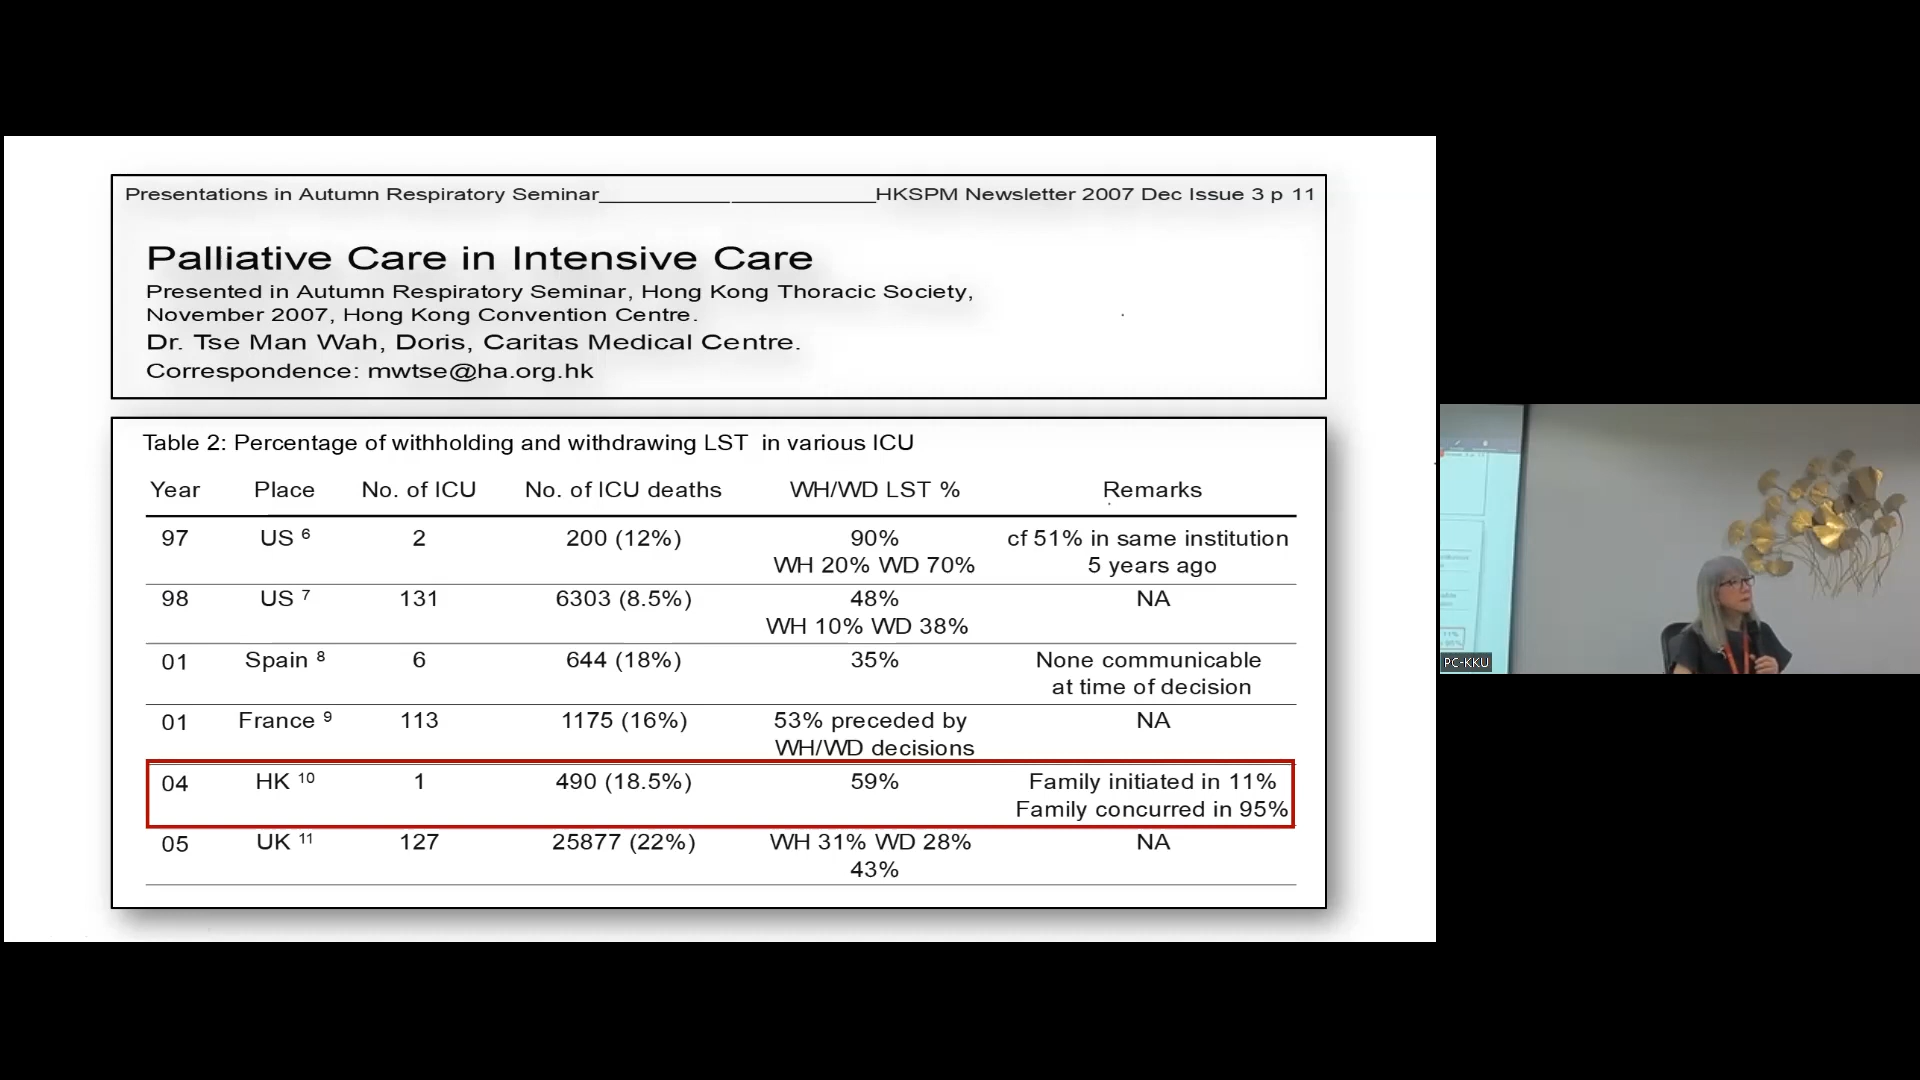 Presentations in Autumn Respiratory Seminar HKSPM Newsletter 2007 Dec Issue 3 p 11
Palliative Care in Intensive Care
Presented in Autumn Respiratory Seminar, Hong Kong Thoracic Society,
November 2007, Hong Kong Convention Centre.
Dr. Tse Man Wah, Doris, Caritas Medical Centre.
Correspondence: mwtse@ha.org.hk
Table 2: Percentage of withholding and withdrawing LST in various ICU
Year Place No. of ICU No. of ICU deaths WH/WD LST % Remarks
97 US 6 2 200 (12%) 90% cf 51% in same institution
WH 20% WD 70% 5 years ago
98 US 7 131 6303 (8.5%) 48% NA
WH 10% WD 38%
01 Spain 8 6 644 (18%) 35% None communicable
at time of decision
01 France 9 113 1175 (16%) 53% preceded by NA
WH/WD decisions
04 HK 10 1 490 (18.5%) 59% Family initiated in 11%
Family concurred in 95%
05 UK 11 127 25877 (22%) WH 31% WD 28% NA
43%
PC-KKU